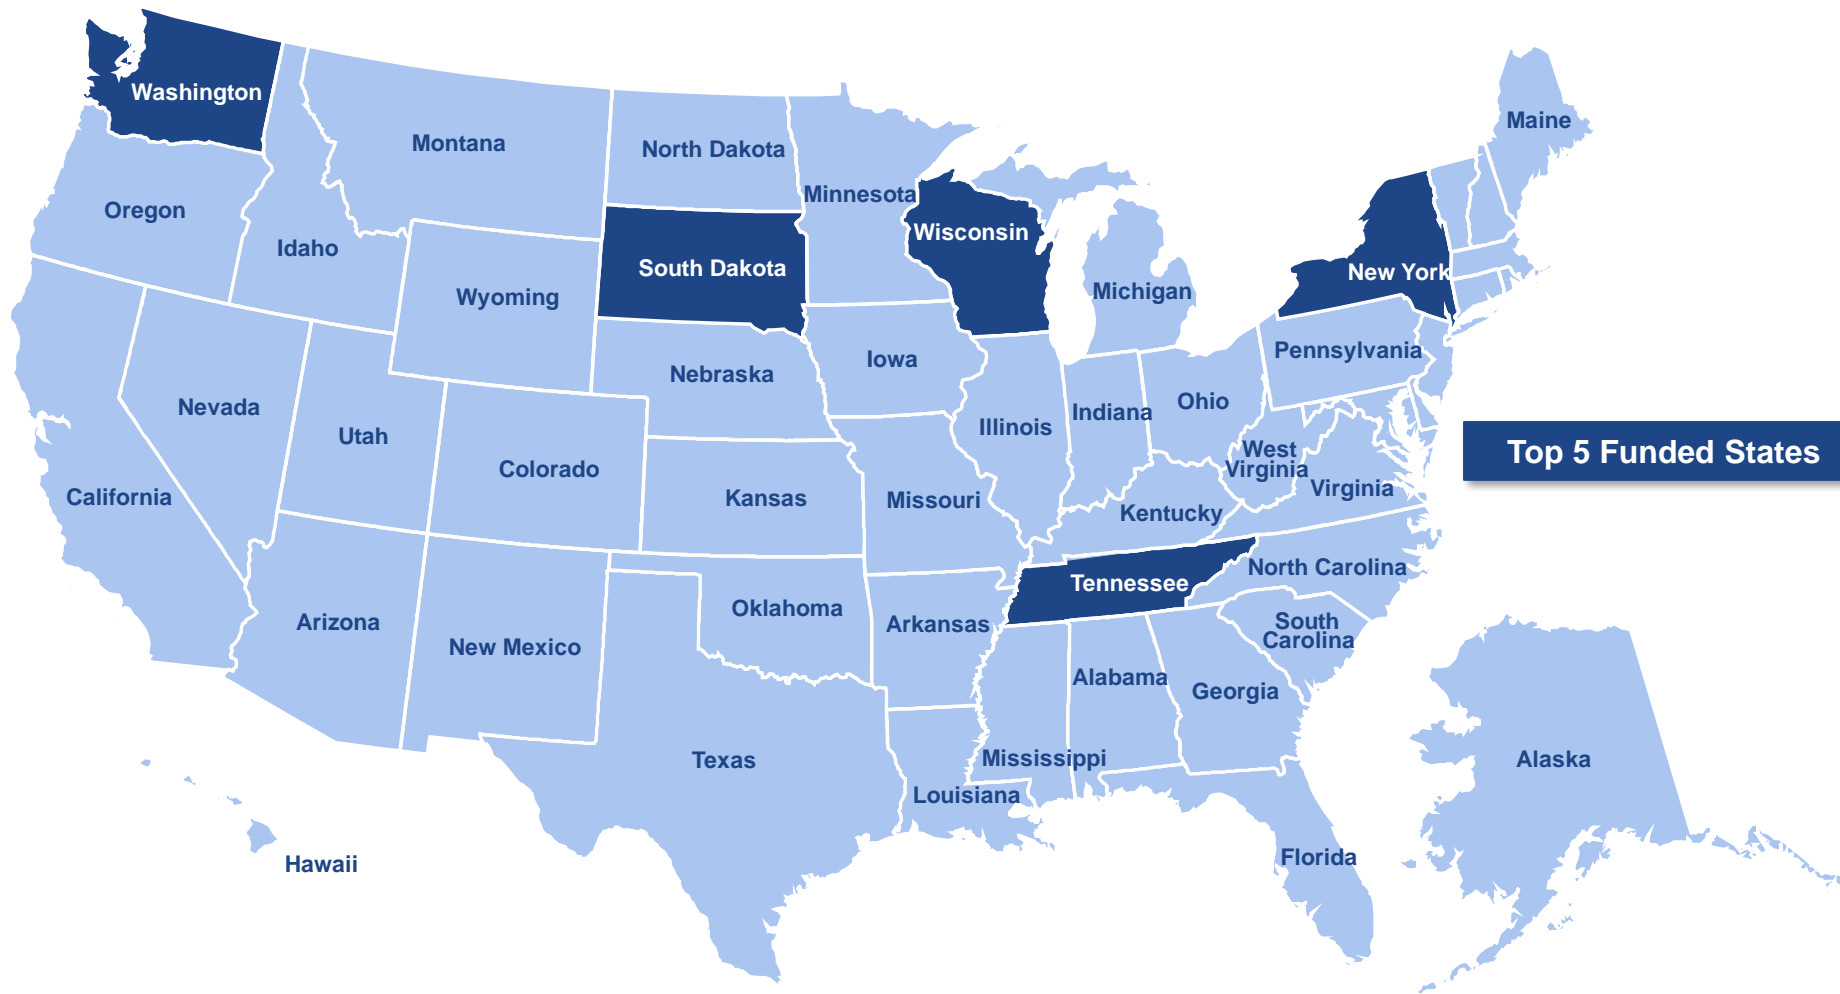 Washington
Maine
Montana
North Dakota
Minnesota
Oregon
Wisconsin
Idaho
South Dakota
New York
Michigan
Wyoming
Pennsylvania
Iowa
Nebraska
Ohio
Nevada
Indiana
Illinois
Utah
West
Virginia
Top 5 Funded States
Colorado
Virginia
California
Kansas
Missouri
Kentucky
North Carolina
Tennessee
Oklahoma
Arizona
Arkansas
South
Carolina
New Mexico
Alabama
Georgia
Texas
Mississippi
Alaska
Louisiana
Florida
Hawaii